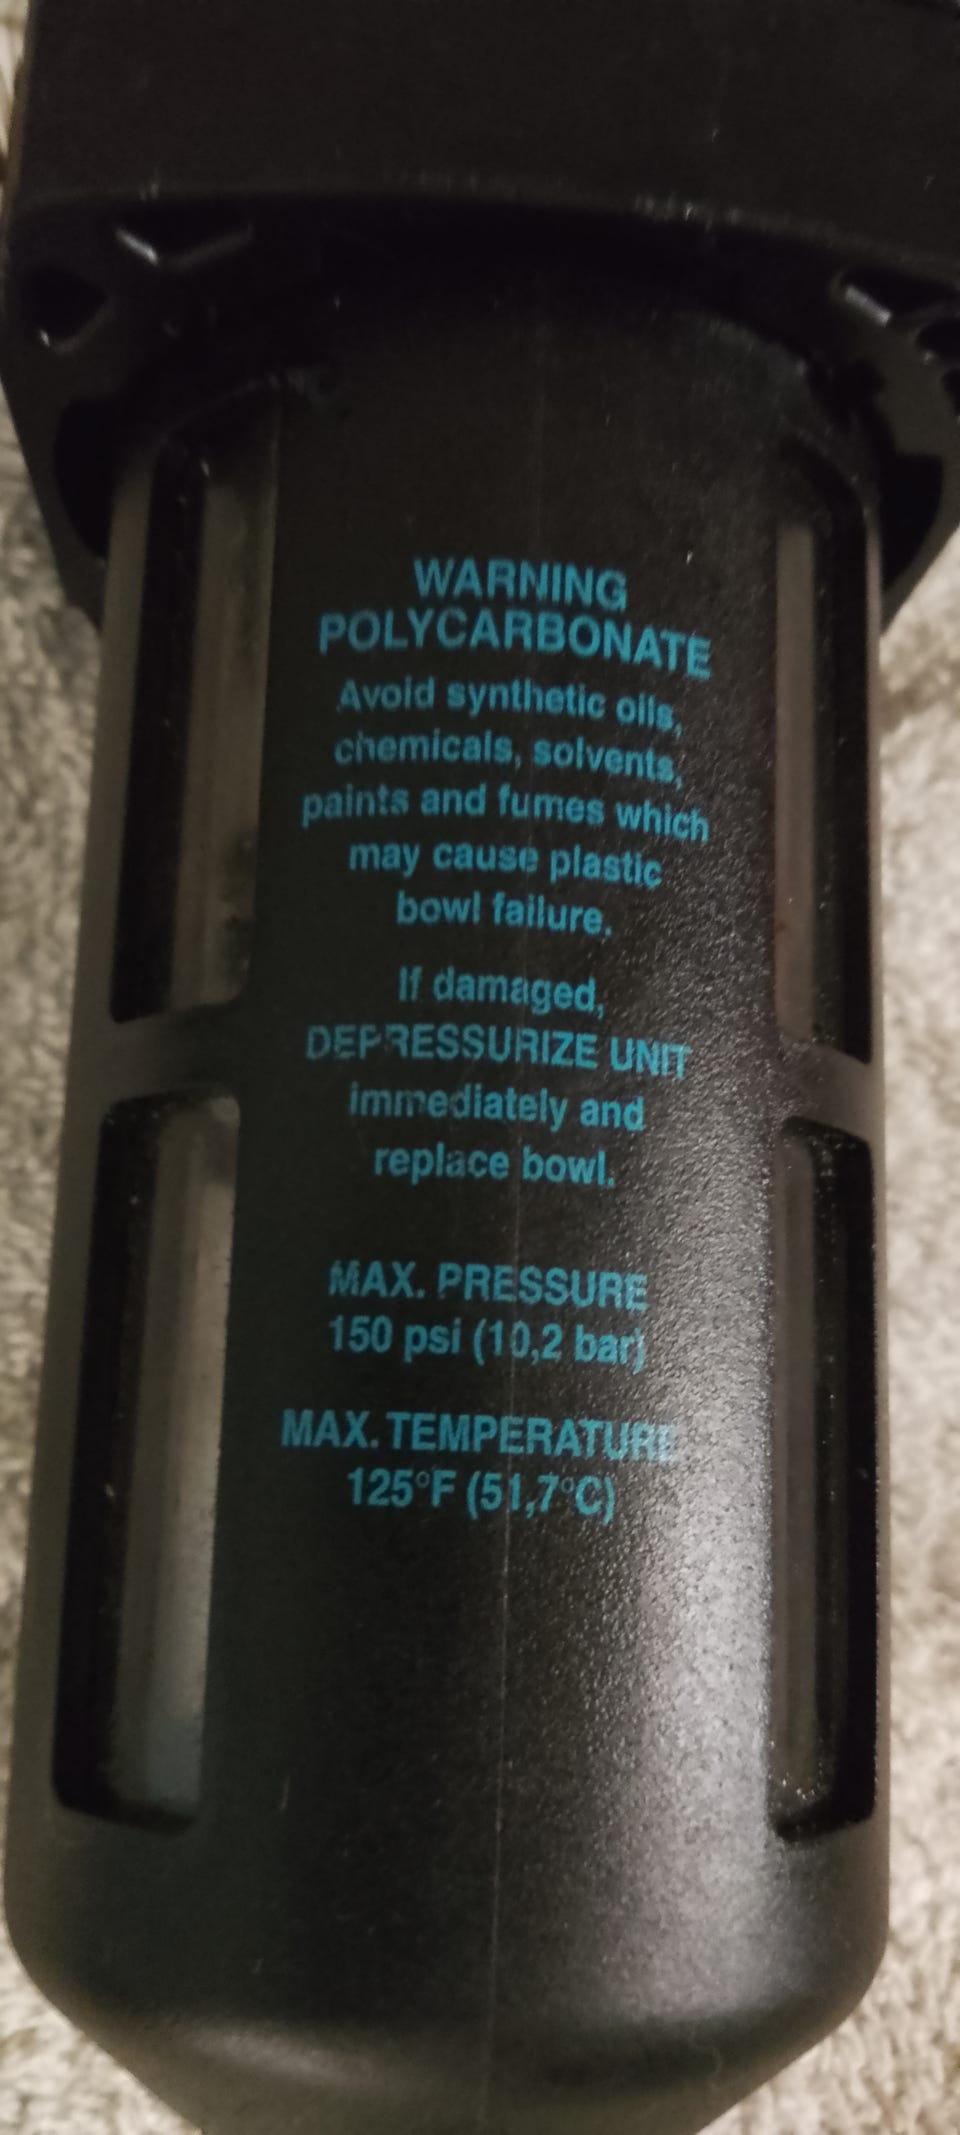 WARNING
POLYCARBONATE
Avoid synthetic oils,
chemicals, solvents,
paints and fumes which
may cause plastic
bowl failure.
If damaged,
DEPRESSURIZE UNIT
immediately and
replace bowl.
MAX. PRESSURE
150 psi (10,2 bar)
MAX. TEMPERATURE
125°F (51,7°C)